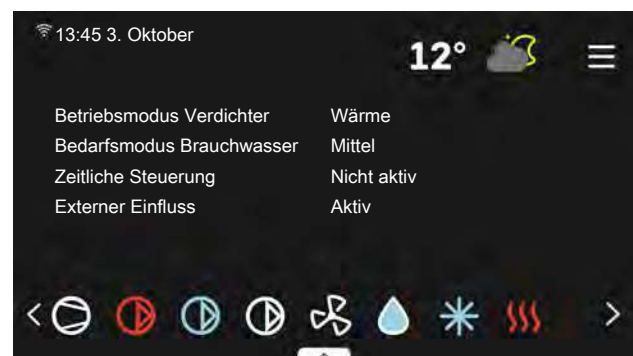 13:45 3. Oktober
12°
Betriebsmodus Verdichter Wärme
Bedarfsmodus Brauchwasser Mittel
Zeitliche Steuerung Nicht aktiv
Externer Einfluss Aktiv